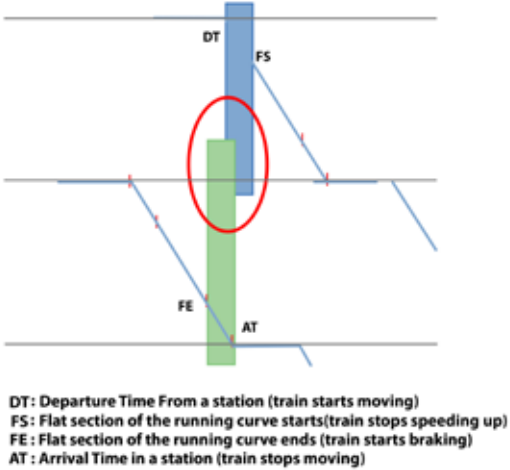 DT
FS
FE
AT
DT: Departure Time From a station (train starts moving)
FS: Flat section of the running curve starts(train stops speeding up)
FE: Flat section of the running curve ends (train starts braking)
AT: Arrival Time in a station (train stops moving)